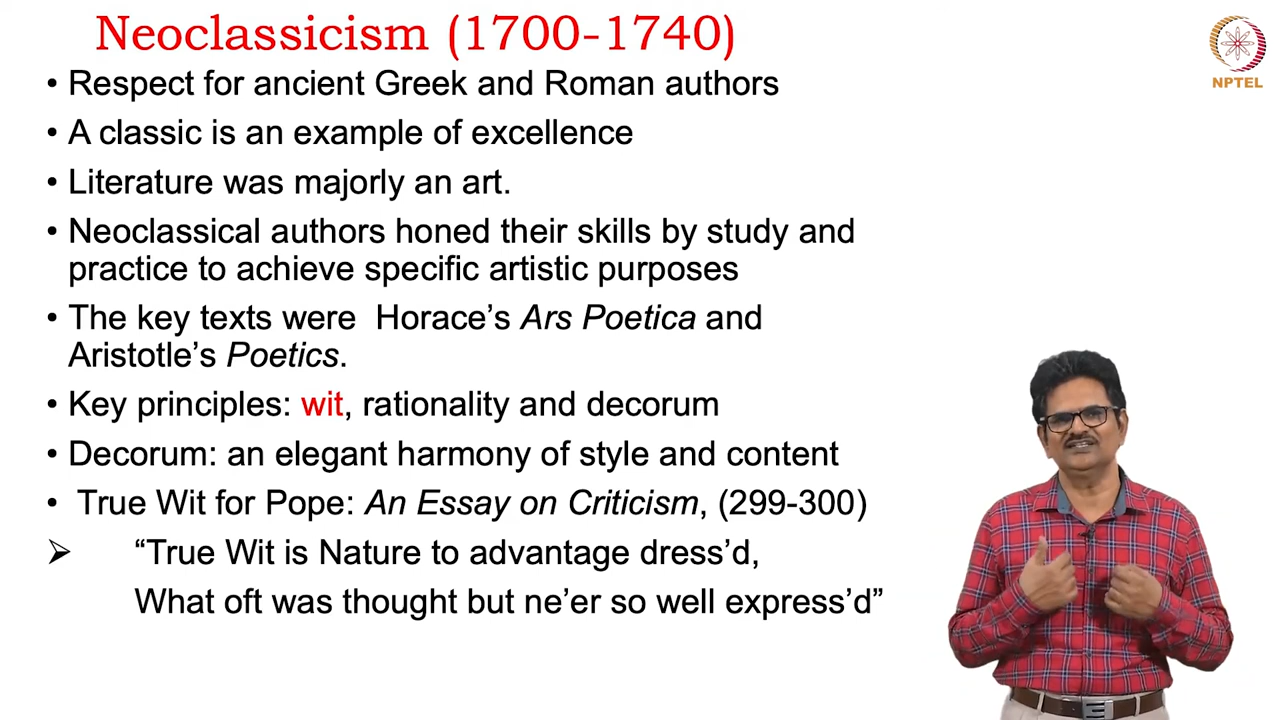 Neoclassicism (1700-1740)
• Respect for ancient Greek and Roman authors
• A classic is an example of excellence
• Literature was majorly an art.
• Neoclassical authors honed their skills by study and
practice to achieve specific artistic purposes
• The key texts were Horace’s Ars Poetica and
Aristotle’s Poetics.
• Key principles: wit, rationality and decorum
• Decorum: an elegant harmony of style and content
• True Wit for Pope: An Essay on Criticism, (299-300)
➢ “True Wit is Nature to advantage dress’d,
What oft was thought but ne’er so well express’d”
NPTEL